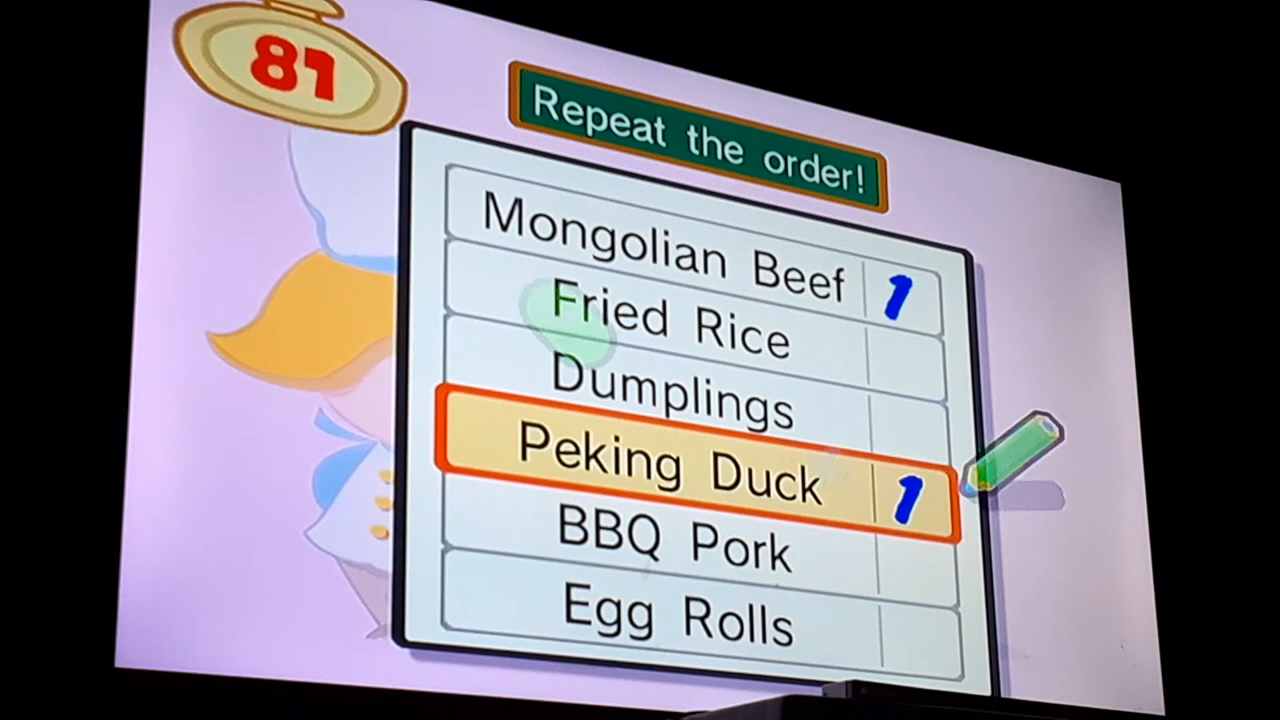 81
Repeat the order!
Mongolian Beef 1
Fried Rice
Dumplings
Peking Duck 1
BBQ Pork
Egg Rolls